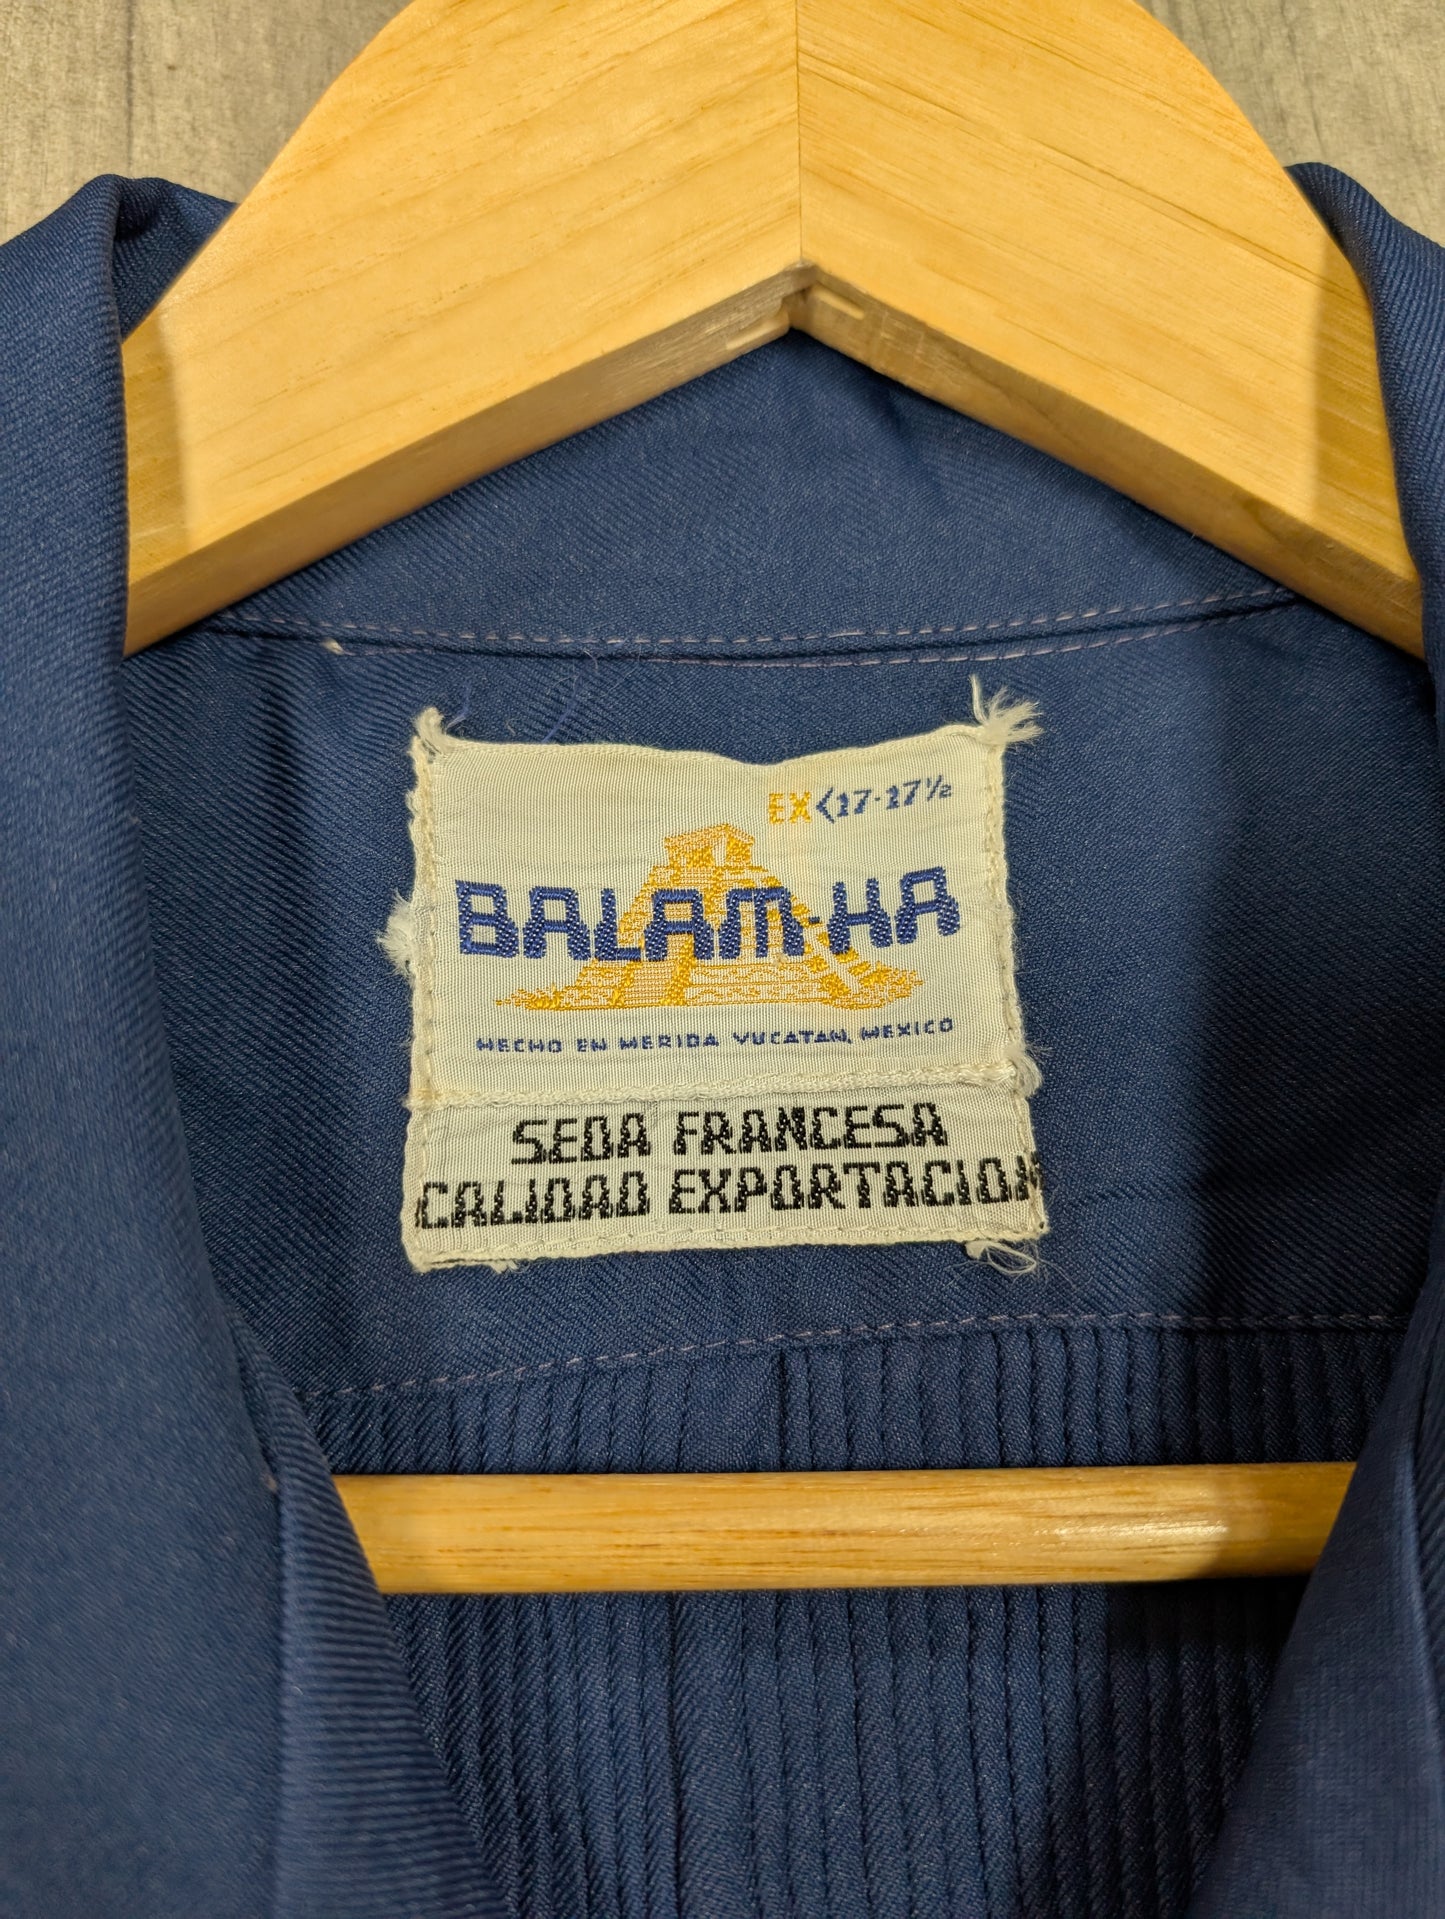 EX<17-17½
BALAM-HA
HECHO EN MERIDA YUCATAN, MEXICO
SEDA FRANCESA
CALIDAD EXPORTACION